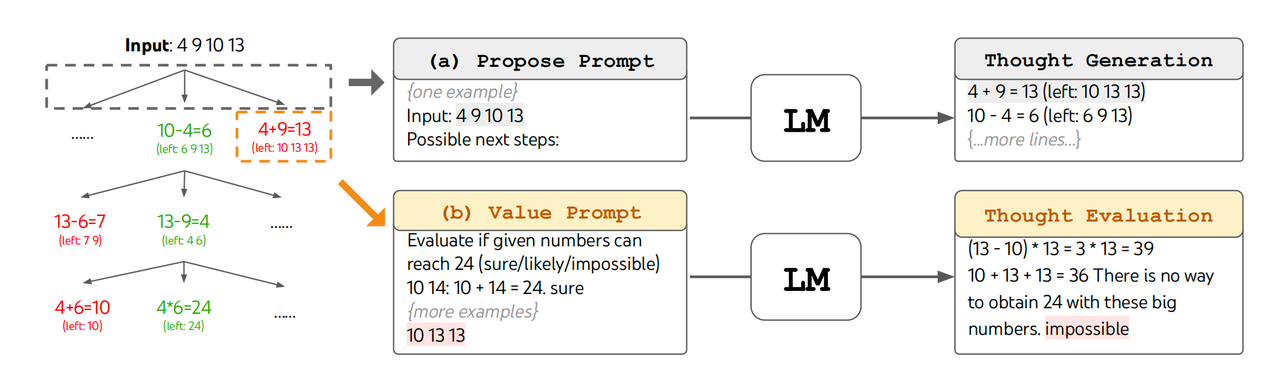 Input: 4 9 10 13
......
10-4=6
(left: 6 9 13)
4+9=13
(left: 10 13 13)
13-6=7
(left: 7 9)
13-9=4
(left: 4 6)
......
4+6=10
(left: 10)
4*6=24
(left: 24)
......
(a) Propose Prompt
{one example}
Input: 4 9 10 13
Possible next steps:
LM
Thought Generation
4 + 9 = 13 (left: 10 13 13)
10 - 4 = 6 (left: 6 9 13)
{...more lines...}
(b) Value Prompt
Evaluate if given numbers can
reach 24 (sure/likely/impossible)
10 14: 10 + 14 = 24. sure
{more examples}
10 13 13
LM
Thought Evaluation
(13 - 10) * 13 = 3 * 13 = 39
10 + 13 + 13 = 36 There is no way
to obtain 24 with these big
numbers. impossible